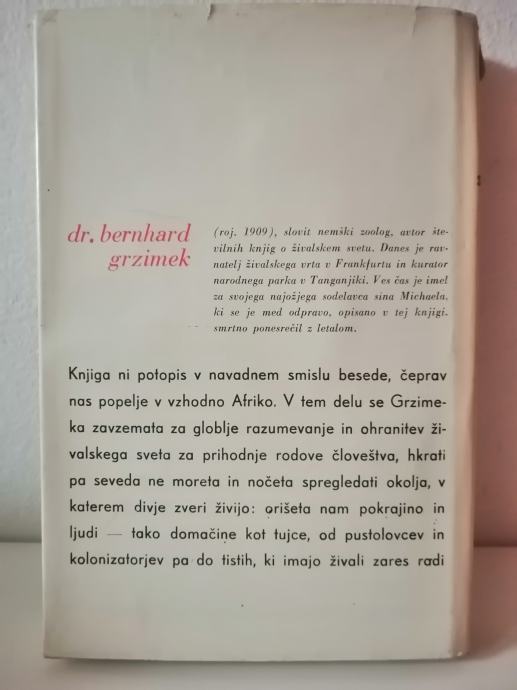 dr. bernhard
grzimek
(roj. 1909), slovit nemški zoolog, avtor šte-
vilnih knjig o živalskem svetu. Danes je rav-
natelj živalskega vrta v Frankfurtu in kurator
narodnega parka v Tanganjiki. Ves čas je imel
za svojega najožjega sodelavca sina Michaela,
ki se je med odpravo, opisano v tej knjigi,
smrtno ponesrečil z letalom.
Knjiga ni potopis v navadnem smislu besede, čeprav
nas popelje v vzhodno Afriko. V tem delu se Grzime-
ka zavzemata za globlje razumevanje in ohranitev ži-
valskega sveta za prihodnje rodove človeštva, hkrati
pa seveda ne moreta in nočeta spregledati okolja, v
katerem divje zveri živijo: orišeta nam pokrajino in
ljudi — tako domačine kot tujce, od pustolovcev in
kolonizatorjev pa do tistih, ki imajo živali zares radi